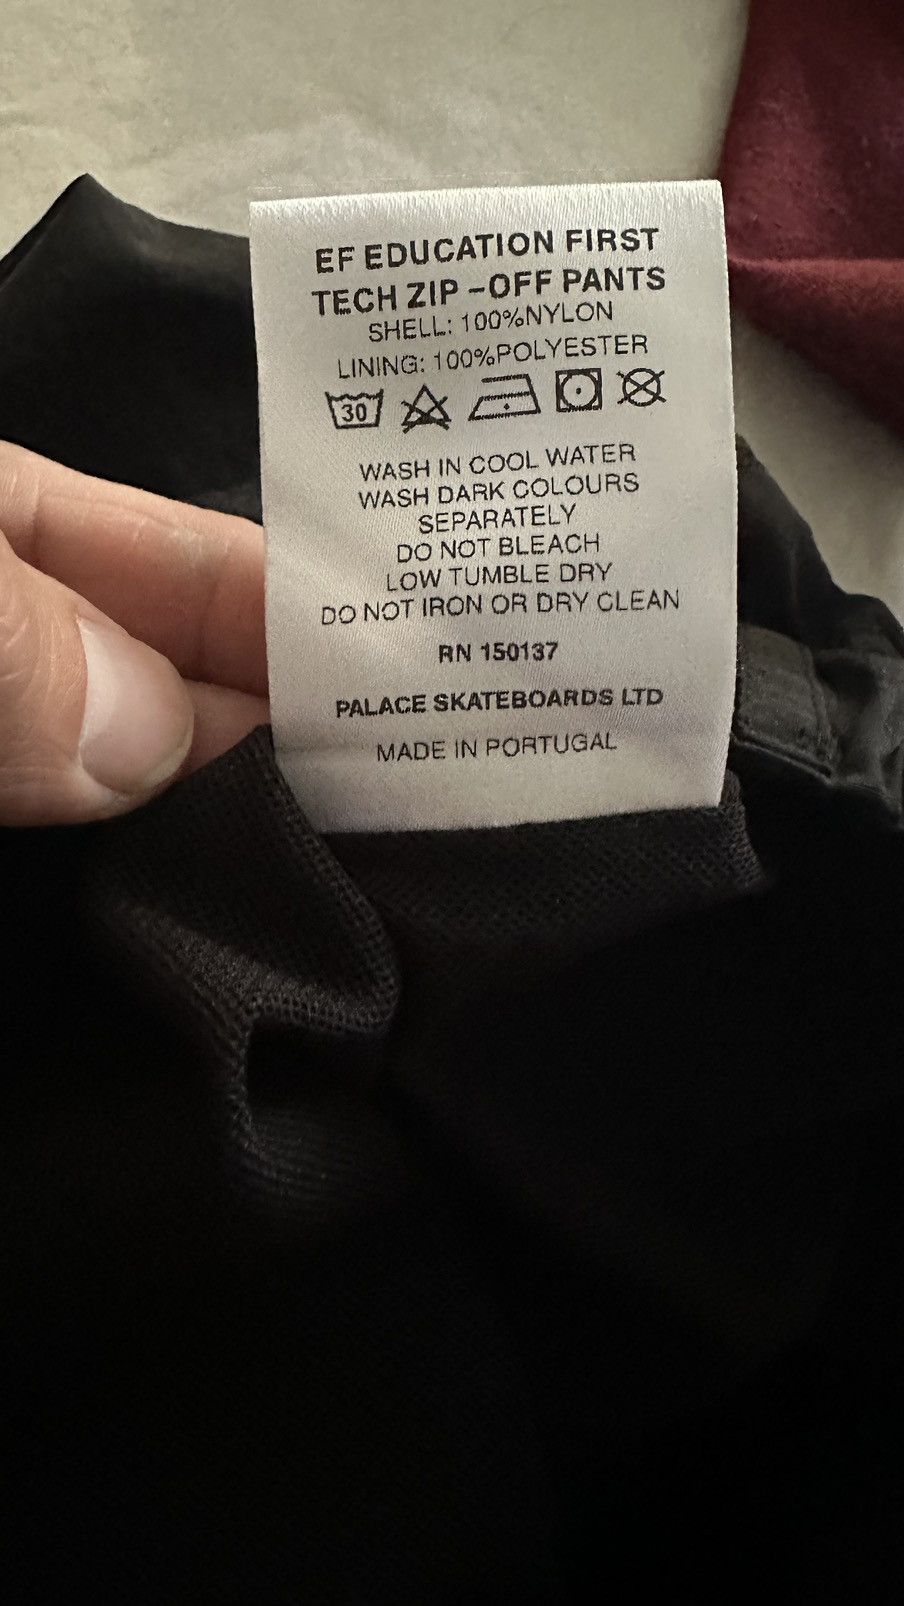 EF EDUCATION FIRST
TECH ZIP –OFF PANTS
SHELL: 100%NYLON
LINING: 100%POLYESTER
30
WASH IN COOL WATER
WASH DARK COLOURS
SEPARATELY
DO NOT BLEACH
LOW TUMBLE DRY
DO NOT IRON OR DRY CLEAN
RN 150137
PALACE SKATEBOARDS LTD
MADE IN PORTUGAL